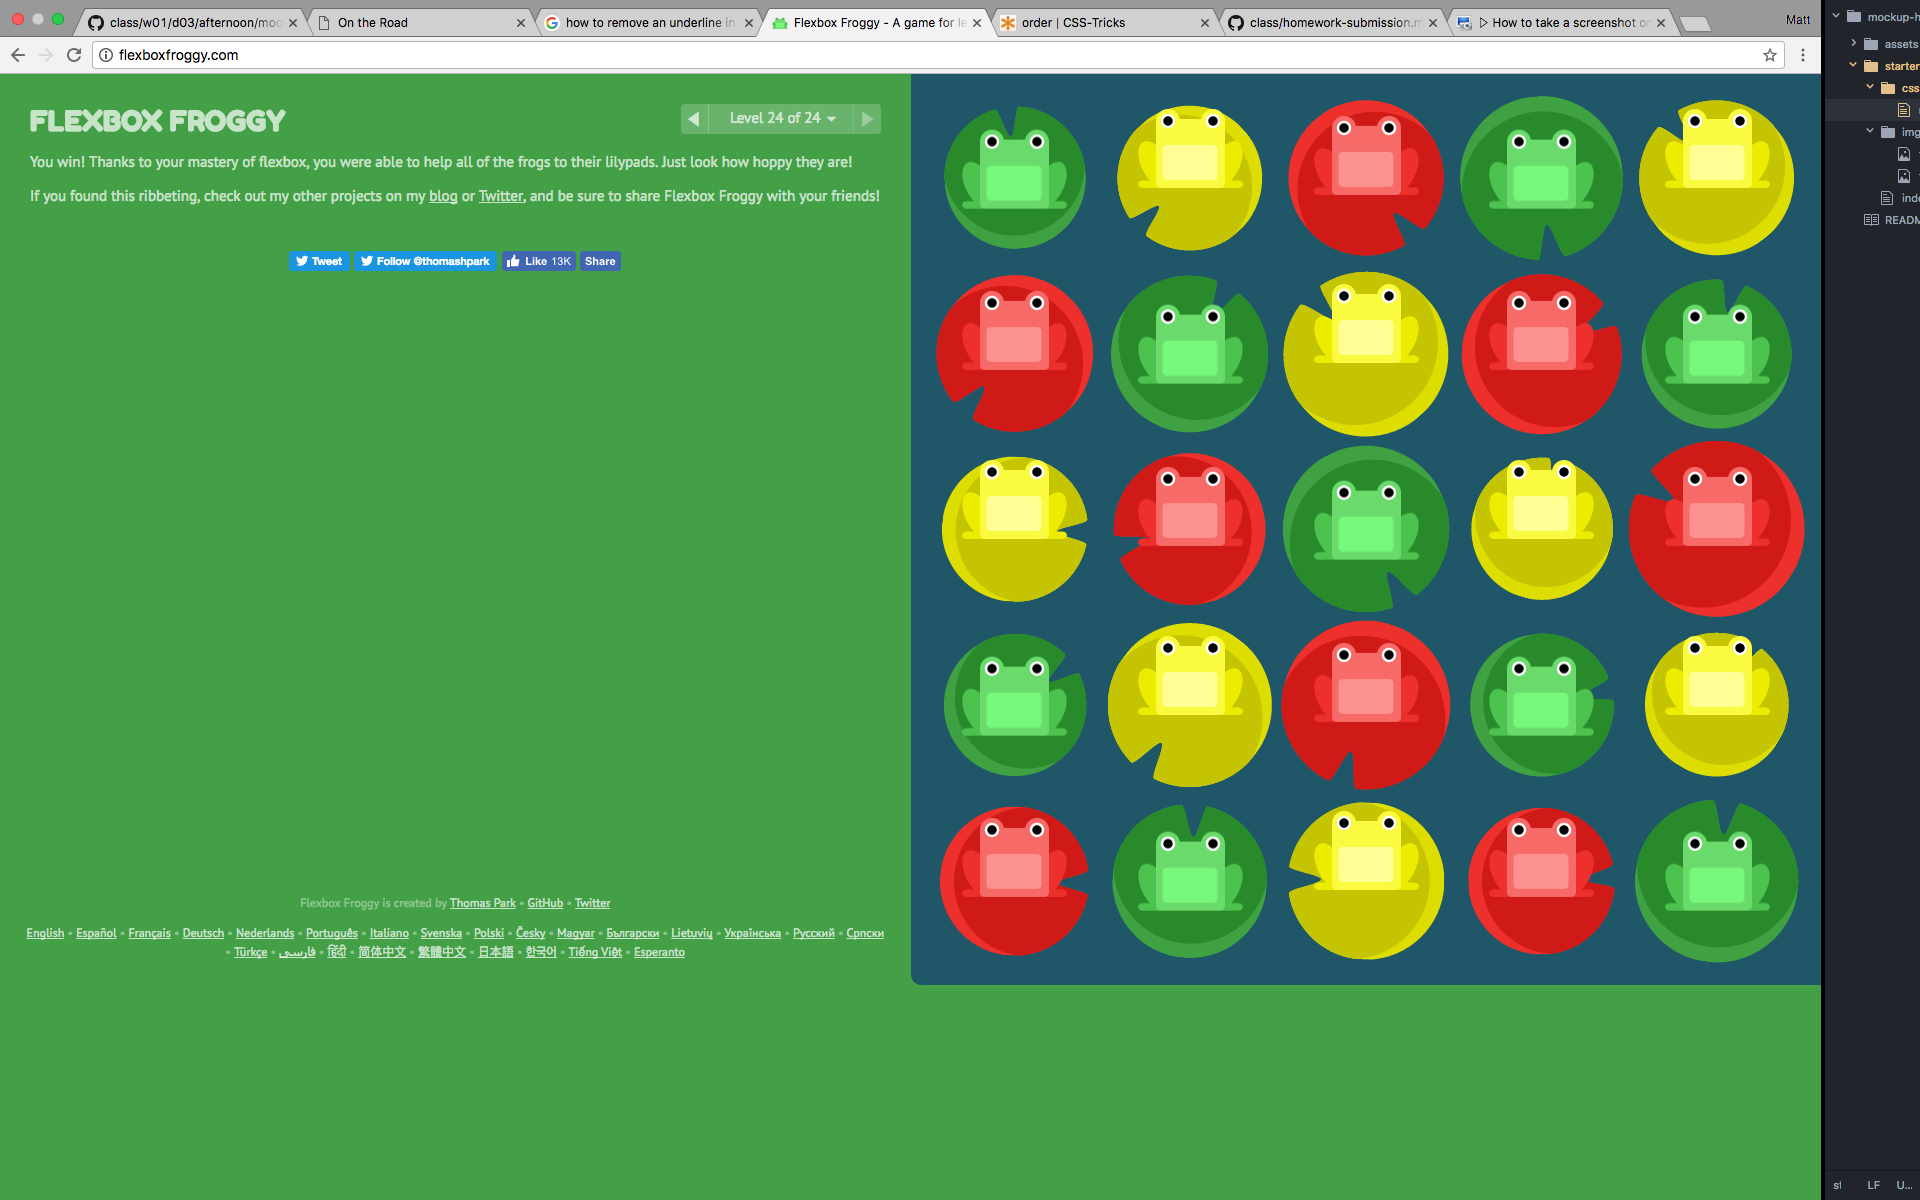 class/w01/d03/afternoon/moc
On the Road
how to remove an underline in
Flexbox Froggy - A game for le
order | CSS-Tricks
class/homework-submission.m
▷ How to take a screenshot on
Matt
flexboxfroggy.com
FLEXBOX FROGGY
Level 24 of 24
You win! Thanks to your mastery of flexbox, you were able to help all of the frogs to their lilypads. Just look how hoppy they are!
If you found this ribbeting, check out my other projects on my blog or Twitter, and be sure to share Flexbox Froggy with your friends!
Tweet
Follow @thomashpark
Like 13K
Share
Flexbox Froggy is created by Thomas Park • GitHub • Twitter
English • Español • Français • Deutsch • Nederlands • Português • Italiano • Svenska • Polski • Česky • Magyar • Български • Lietuvių • Українська • Русский • Српски
• Türkçe • فارسی • हिंदी • 简体中文 • 繁體中文 • 日本語 • 한국어 • Tiếng Việt • Esperanto
mockup-h
assets
starter
css
img
inde
READM
st
LF
U...